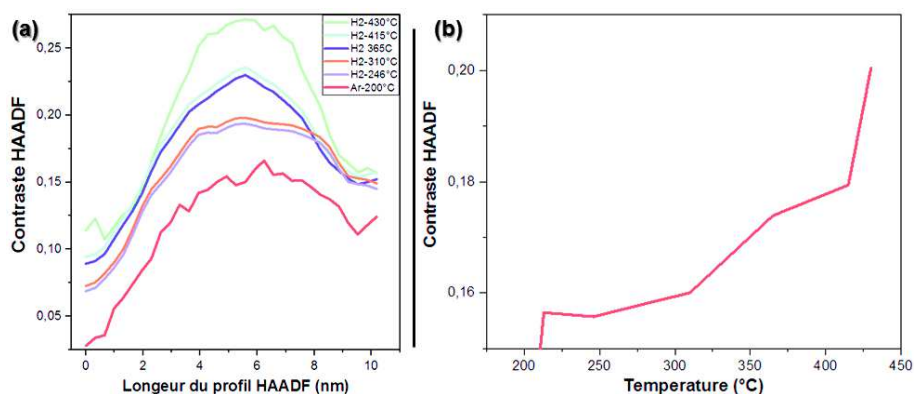 (a)
H2-430°C
H2-415°C
H2 365C
H2-310°C
H2-246°C
Ar-200°C
Contraste HAADF
0,25
0,20
0,15
0,10
0,05
0
2
4
6
8
10
Longeur du profil HAADF (nm)
(b)
Contraste HAADF
0,20
0,18
0,16
200
250
300
350
400
450
Temperature (°C)